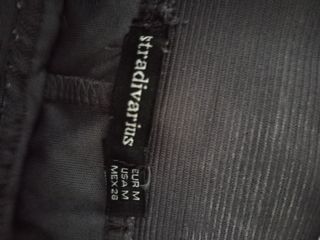 stradivarius
EUR M
USA M
MEX 28